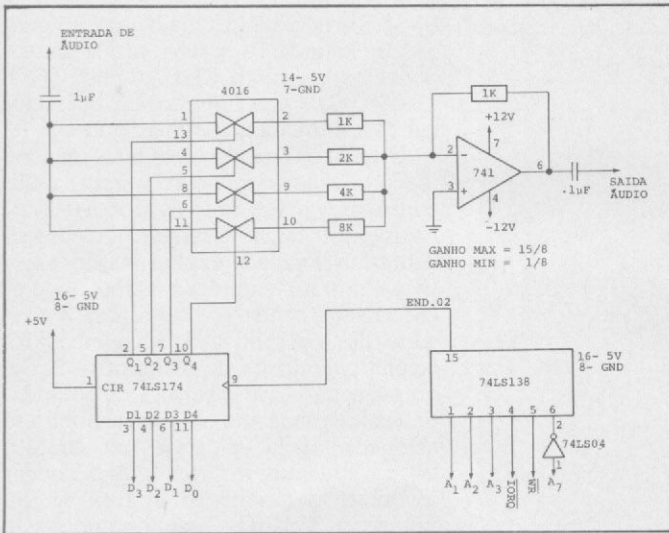 ENTRADA DE
ÁUDIO
.1µF
4016
14- 5V
7-GND
1
2
13
1K
4
3
5
2K
8
9
6
4K
11
10
12
8K
1K
+12V
7
2
-
741
6
3
+
4
-12V
.1µF
SAIDA
ÁUDIO
GANHO MAX = 15/8
GANHO MIN = 1/8
16- 5V
8- GND
+5V
2 5 7 10
Q1 Q2 Q3 Q4
1
CIR 74LS174
9
D1 D2 D3 D4
3 4 6 11
D3 D2 D1 D0
END.02
15
16- 5V
8- GND
74LS138
1 2 3 4 5 6
2
74LS04
1
A1 A2 A3 IORQ WR A7